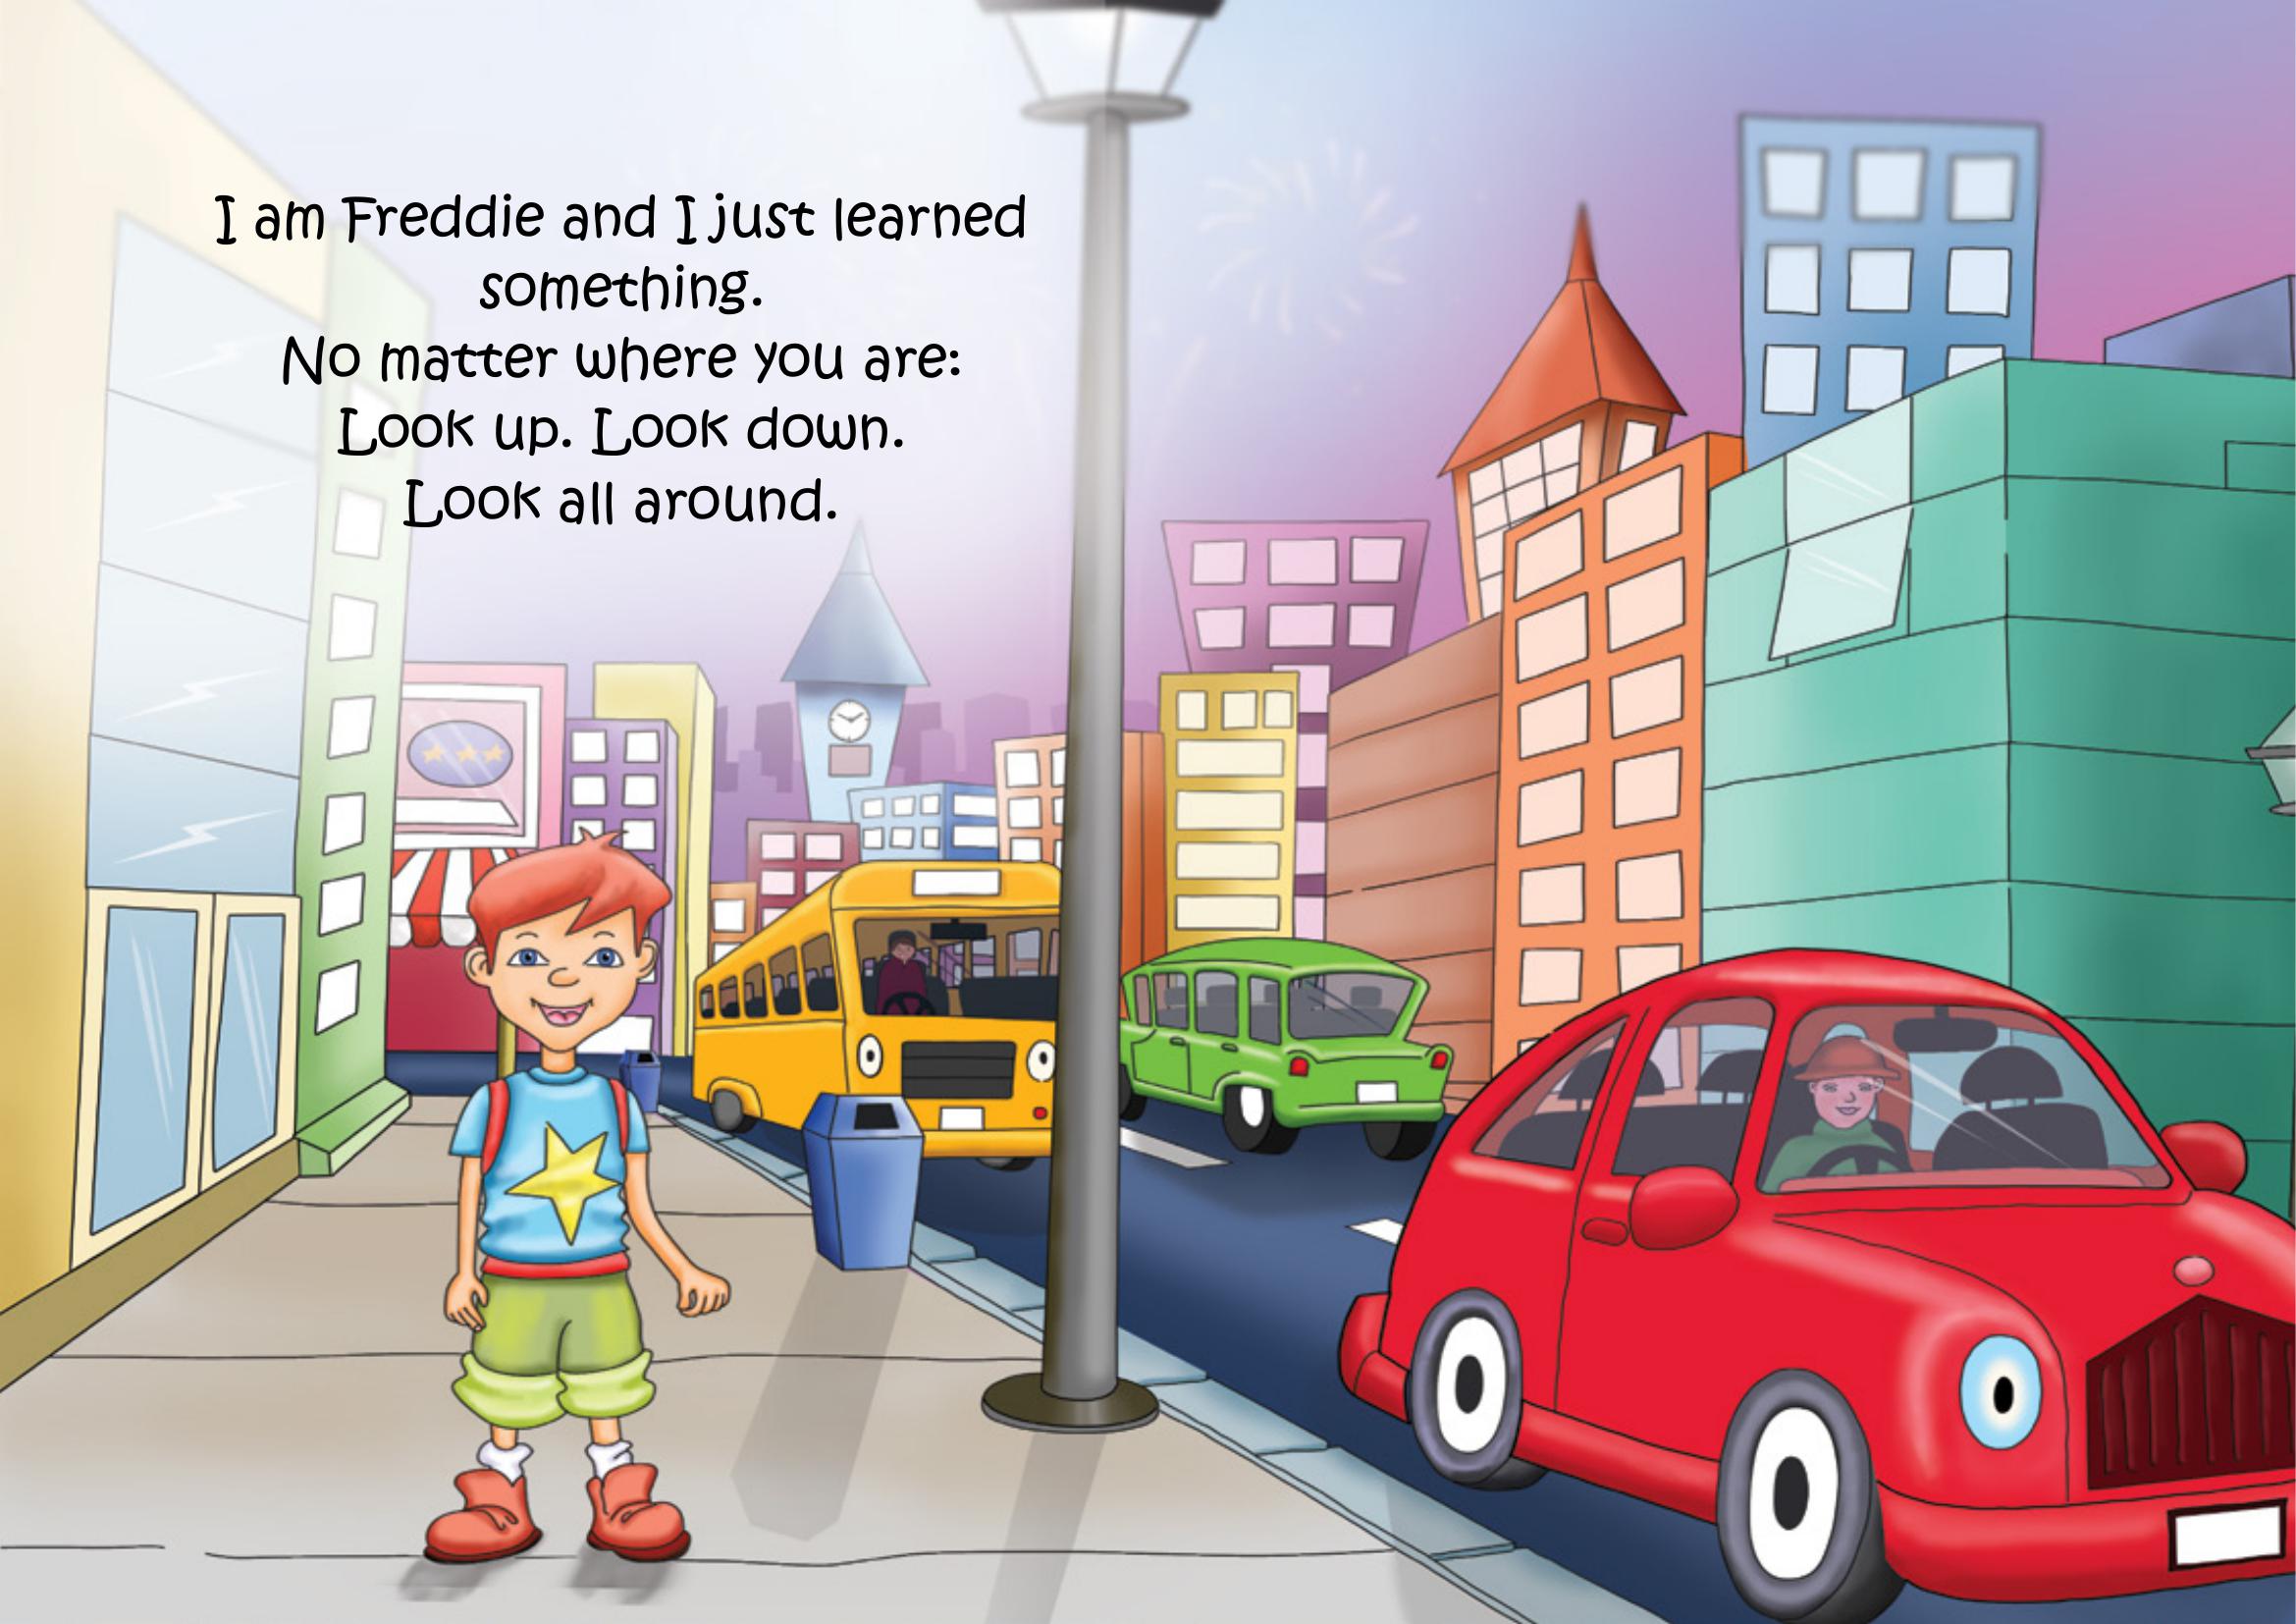 I am Freddie and I just learned
something.
No matter where you are:
Look up. Look down.
Look all around.